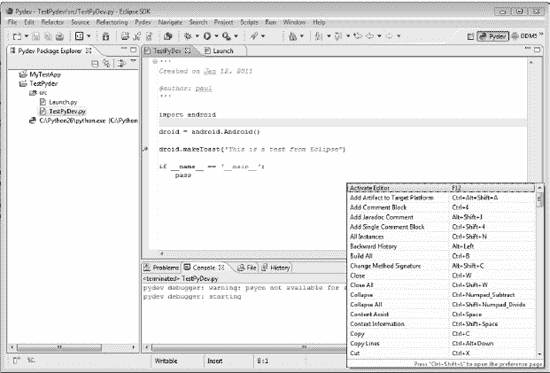 Pydev - TestPydev/src/TestPyDev.py - Eclipse SDK
File Edit Source Refactoring Pydev Navigate Search Project Scripts Run Window Help
Pydev
DDMS
Pydev Package Explorer
MyTestApp
TestPydev
src
Launch.py
TestPyDev.py
C:\Python26\python.exe (C:\Python
TestPyDev
Launch
'''
Created on Jan 12, 2011

@author: paul
'''
import android
droid = android.Android()
droid.makeToast("This is a test from Eclipse")
if __name__ == '__main__':
pass
Problems Console File History
<terminated> TestPyDev.py
pydev debugger: warning: psyco not available for
pydev debugger: starting
Activate Editor F12
Add Artifact to Target Platform Ctrl+Alt+Shift+A
Add Comment Block Ctrl+4
Add Javadoc Comment Alt+Shift+J
Add Single Comment Block Ctrl+Shift+4
All Instances Ctrl+Shift+N
Backward History Alt+Left
Build All Ctrl+B
Change Method Signature Alt+Shift+C
Close Ctrl+W
Close All Ctrl+Shift+W
Collapse Ctrl+Numpad_Subtract
Collapse All Ctrl+Shift+Numpad_Divide
Content Assist Ctrl+Space
Context Information Ctrl+Shift+Space
Copy Ctrl+C
Copy Lines Ctrl+Alt+Down
Cut Ctrl+X
Press "Ctrl+Shift+L" to open the preference page
Writable Insert 8:1